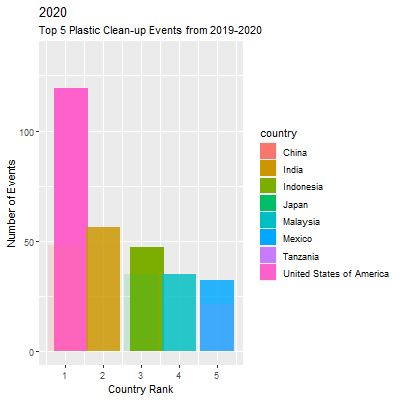 2020
Top 5 Plastic Clean-up Events from 2019-2020
Number of Events
100
50
0
1 2 3 4 5
Country Rank
country
China
India
Indonesia
Japan
Malaysia
Mexico
Tanzania
United States of America